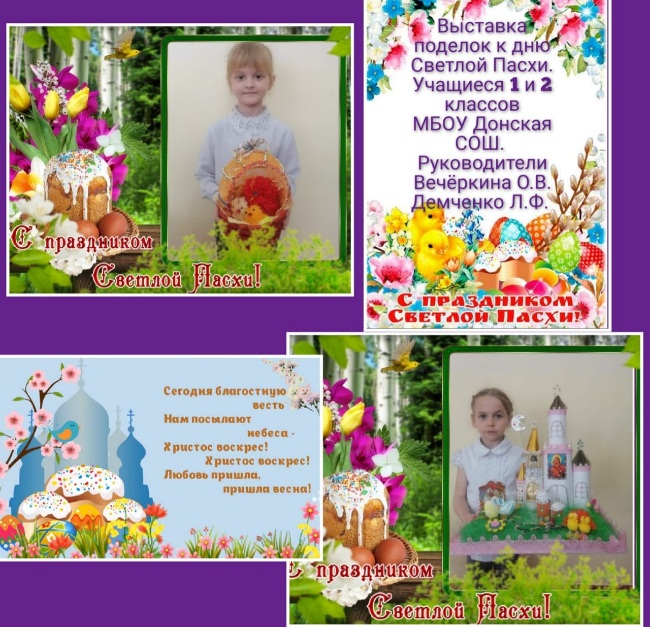 С праздником
Светлой Пасхи!
Выставка
поделок к дню
Светлой Пасхи.
Учащиеся 1 и 2
классов
МБОУ Донская
СОШ.
Руководители
Вечёркина О.В.
Демченко Л.Ф.
С праздником
Светлой Пасхи!
Сегодня благостную
весть
Нам посылают
небеса -
Христос воскрес!
Христос воскрес!
Любовь пришла,
пришла весна!
С праздником
Светлой Пасхи!